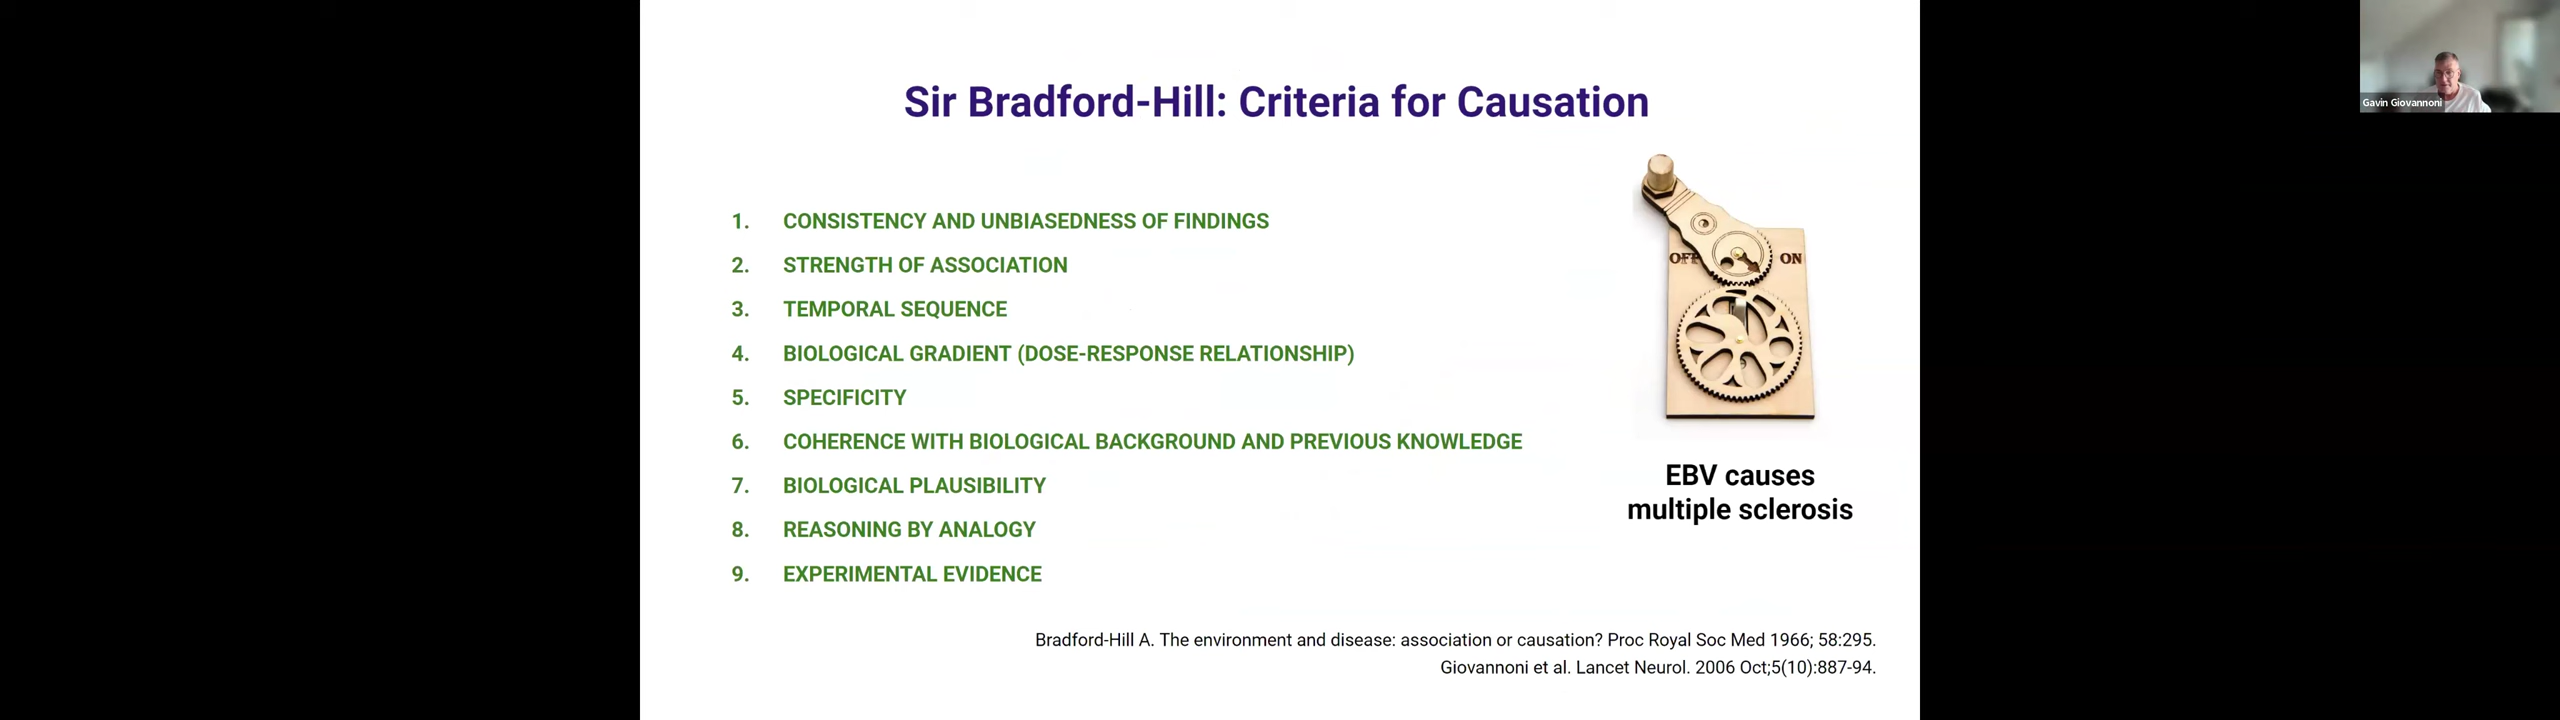 Sir Bradford-Hill: Criteria for Causation
1. CONSISTENCY AND UNBIASEDNESS OF FINDINGS
2. STRENGTH OF ASSOCIATION
3. TEMPORAL SEQUENCE
4. BIOLOGICAL GRADIENT (DOSE-RESPONSE RELATIONSHIP)
5. SPECIFICITY
6. COHERENCE WITH BIOLOGICAL BACKGROUND AND PREVIOUS KNOWLEDGE
7. BIOLOGICAL PLAUSIBILITY
8. REASONING BY ANALOGY
9. EXPERIMENTAL EVIDENCE
OFF ON
EBV causes
multiple sclerosis
Bradford-Hill A. The environment and disease: association or causation? Proc Royal Soc Med 1966; 58:295.
Giovannoni et al. Lancet Neurol. 2006 Oct;5(10):887-94.
Gavin Giovannoni